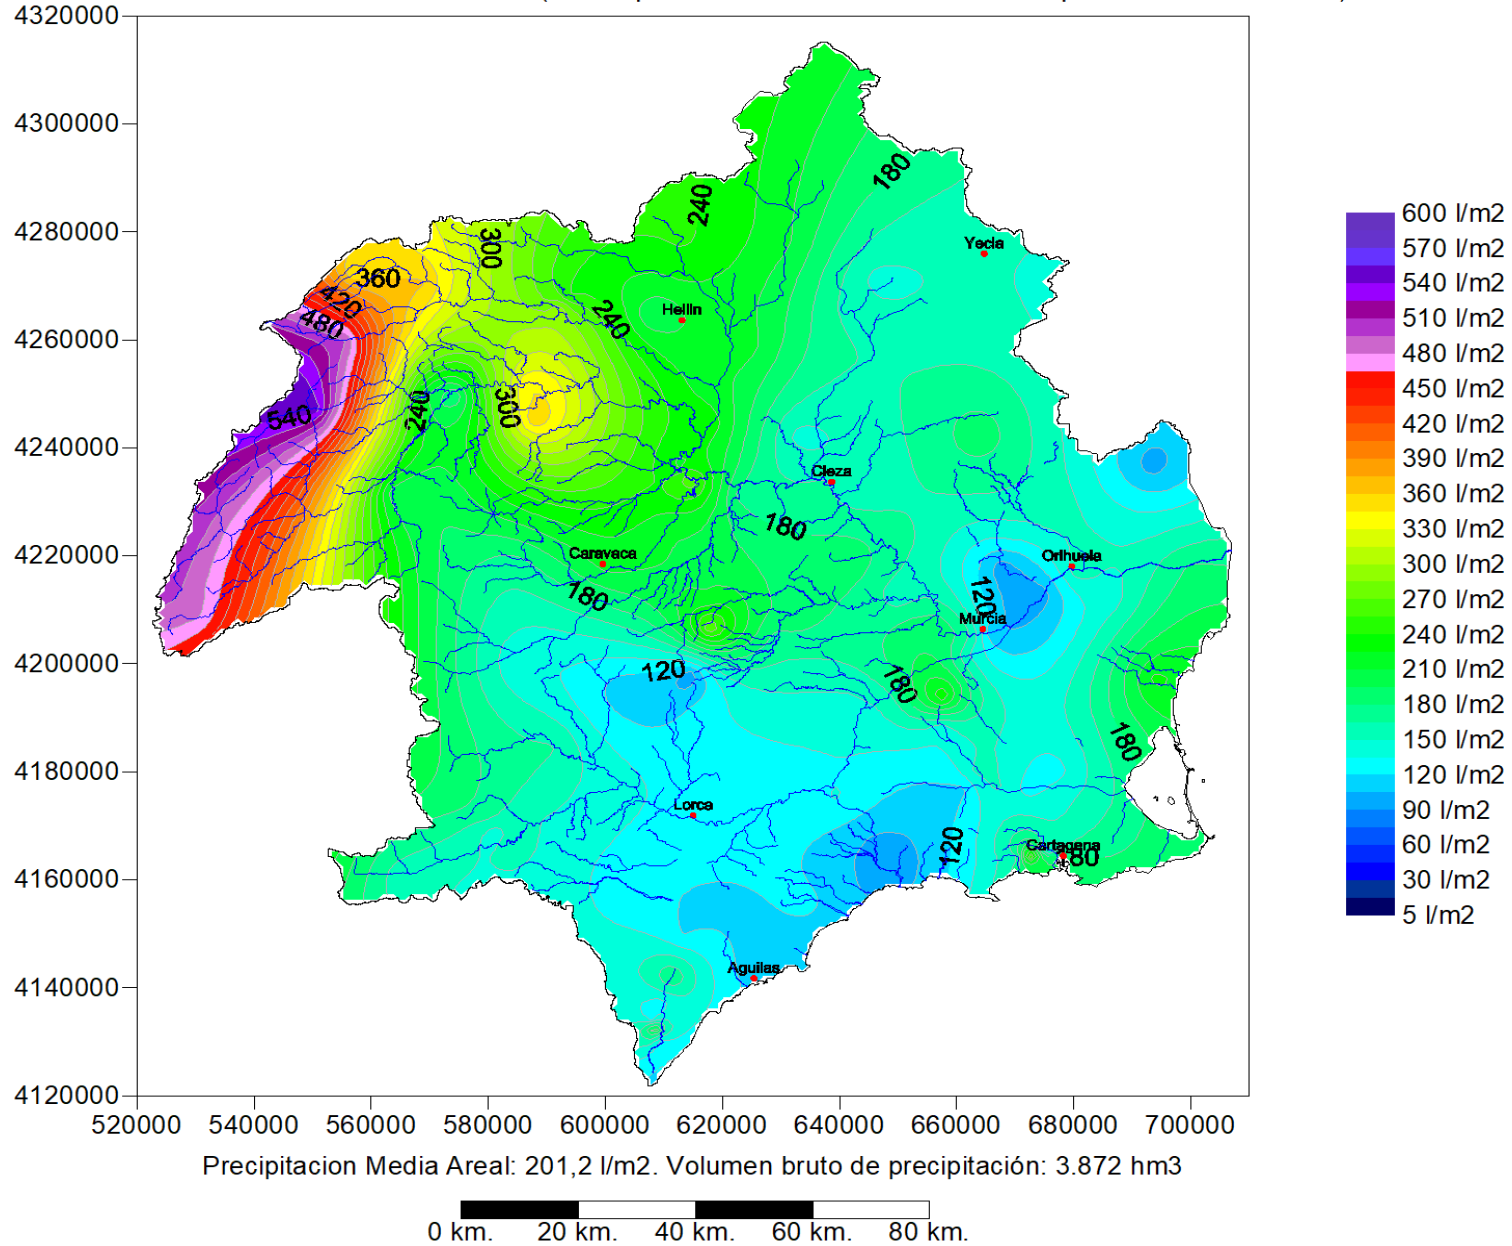 4320000
4300000
4280000
4260000
4240000
4220000
4200000
4180000
4160000
4140000
4120000
520000 540000 560000 580000 600000 620000 640000 660000 680000 700000
180
240
Yecla
300
360
420
480
Hellin
240
540
240
300
Cieza
180
Caravaca
Orihuela
180
120
Murcia
120
180
180
Lorca
120
Cartagena
180
Aguilas
600 l/m2
570 l/m2
540 l/m2
510 l/m2
480 l/m2
450 l/m2
420 l/m2
390 l/m2
360 l/m2
330 l/m2
300 l/m2
270 l/m2
240 l/m2
210 l/m2
180 l/m2
150 l/m2
120 l/m2
90 l/m2
60 l/m2
30 l/m2
5 l/m2
Precipitacion Media Areal: 201,2 l/m2. Volumen bruto de precipitación: 3.872 hm3
0 km. 20 km. 40 km. 60 km. 80 km.